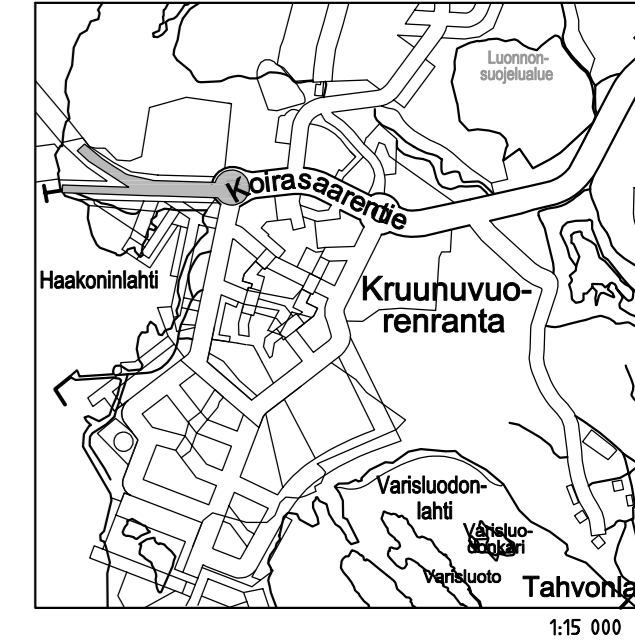 Luonnon-
suojelualue
Koirasaarentie
Haakoninlahti
Kruunuvuo-
renranta
Varisluodon-
lahti
Varisluo-
donkari
Varisluoto
Tahvonla
1:15 000